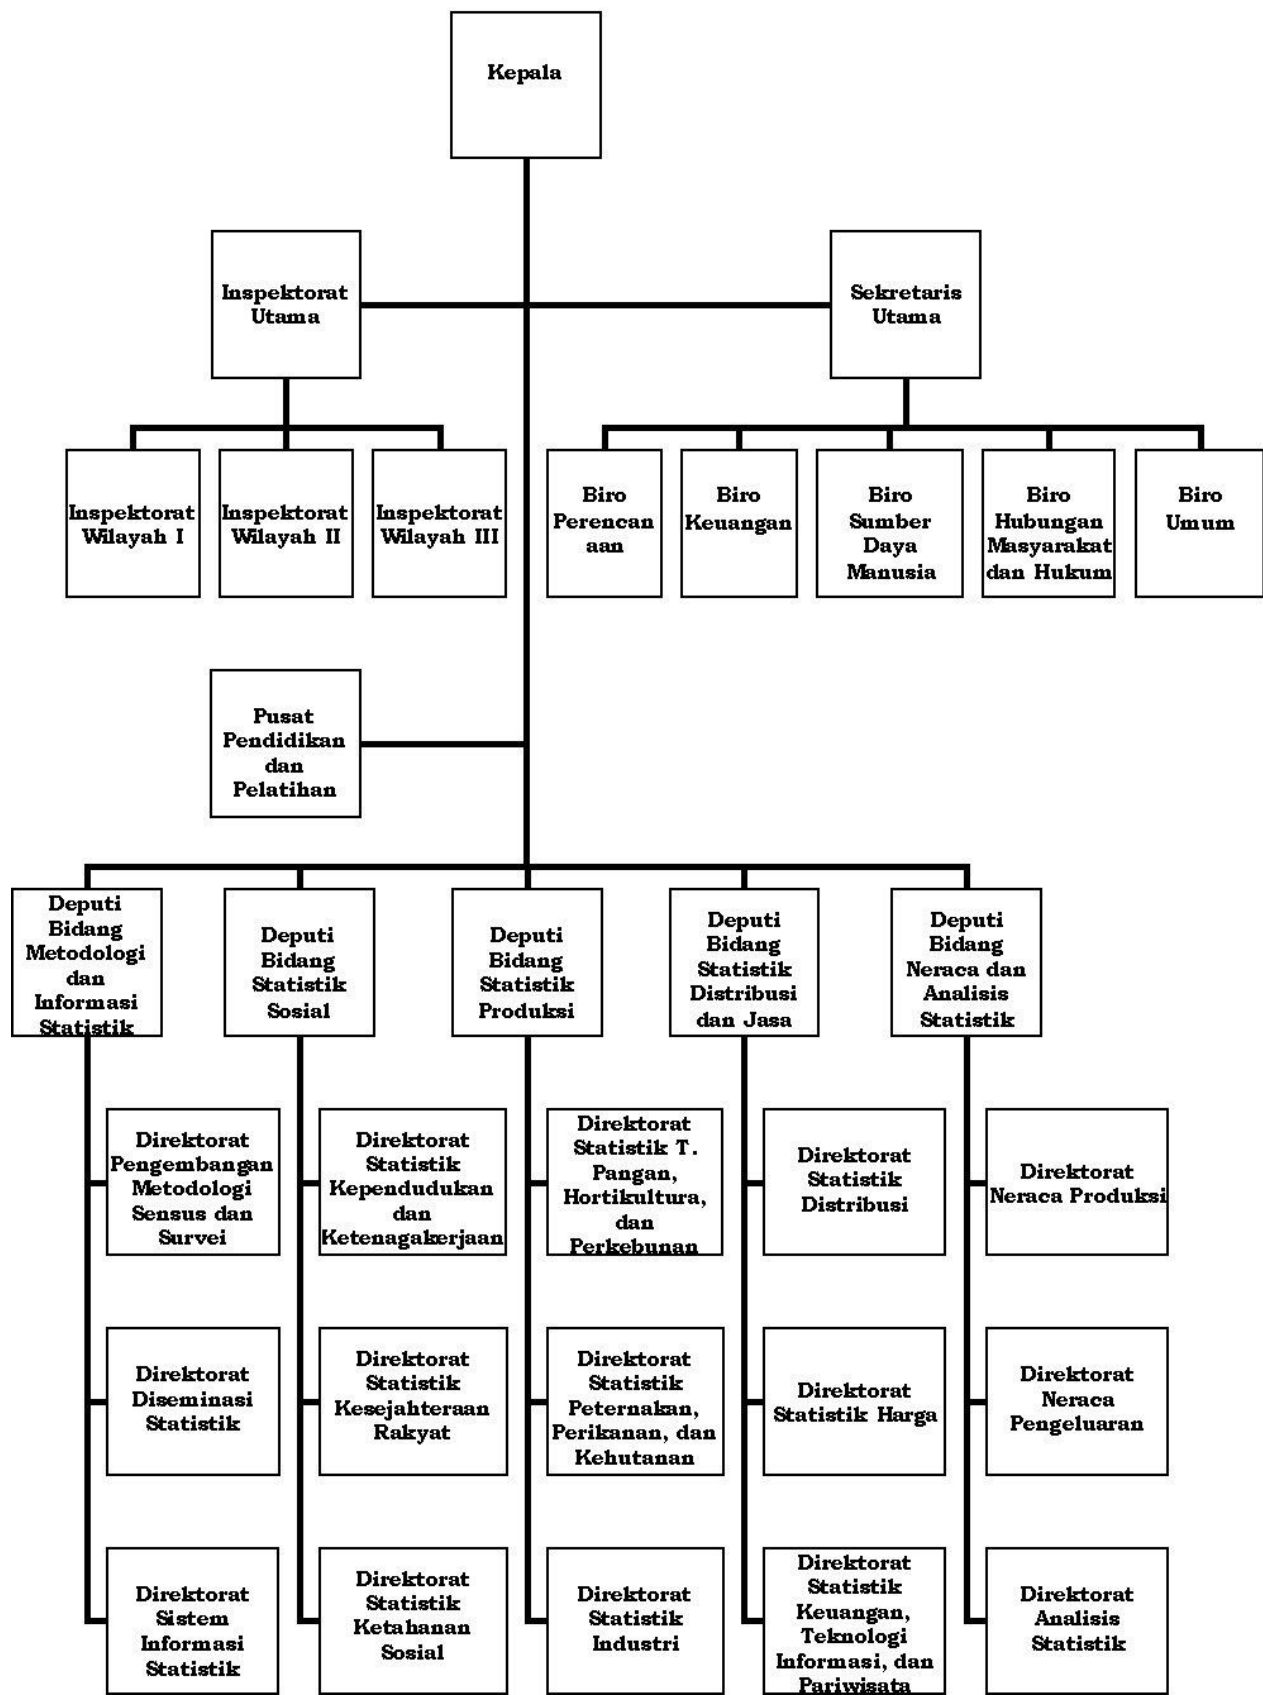 Kepala
Inspektorat
Utama
Sekretaris
Utama
Inspektorat
Wilayah I
Inspektorat
Wilayah II
Inspektorat
Wilayah III
Biro
Perencan
aan
Biro
Keuangan
Biro
Sumber
Daya
Manusia
Biro
Hubungan
Masyarakat
dan Hukum
Biro
Umum
Pusat
Pendidikan
dan
Pelatihan
Deputi
Bidang
Metodologi
dan
Informasi
Statistik
Deputi
Bidang
Statistik
Sosial
Deputi
Bidang
Statistik
Produksi
Deputi
Bidang
Statistik
Distribusi
dan Jasa
Deputi
Bidang
Neraca dan
Analisis
Statistik
Direktorat
Pengembangan
Metodologi
Sensus dan
Survei
Direktorat
Statistik
Kependudukan
dan
Ketenagakerjaan
Direktorat
Statistik T.
Pangan,
Hortikultura,
dan
Perkebunan
Direktorat
Statistik
Distribusi
Direktorat
Neraca Produksi
Direktorat
Diseminasi
Statistik
Direktorat
Statistik
Kesejahteraan
Rakyat
Direktorat
Statistik
Peternakan,
Perikanan, dan
Kehutanan
Direktorat
Statistik Harga
Direktorat
Neraca
Pengeluaran
Direktorat
Sistem
Informasi
Statistik
Direktorat
Statistik
Ketahanan
Sosial
Direktorat
Statistik
Industri
Direktorat
Statistik
Keuangan,
Teknologi
Informasi, dan
Pariwisata
Direktorat
Analisis
Statistik